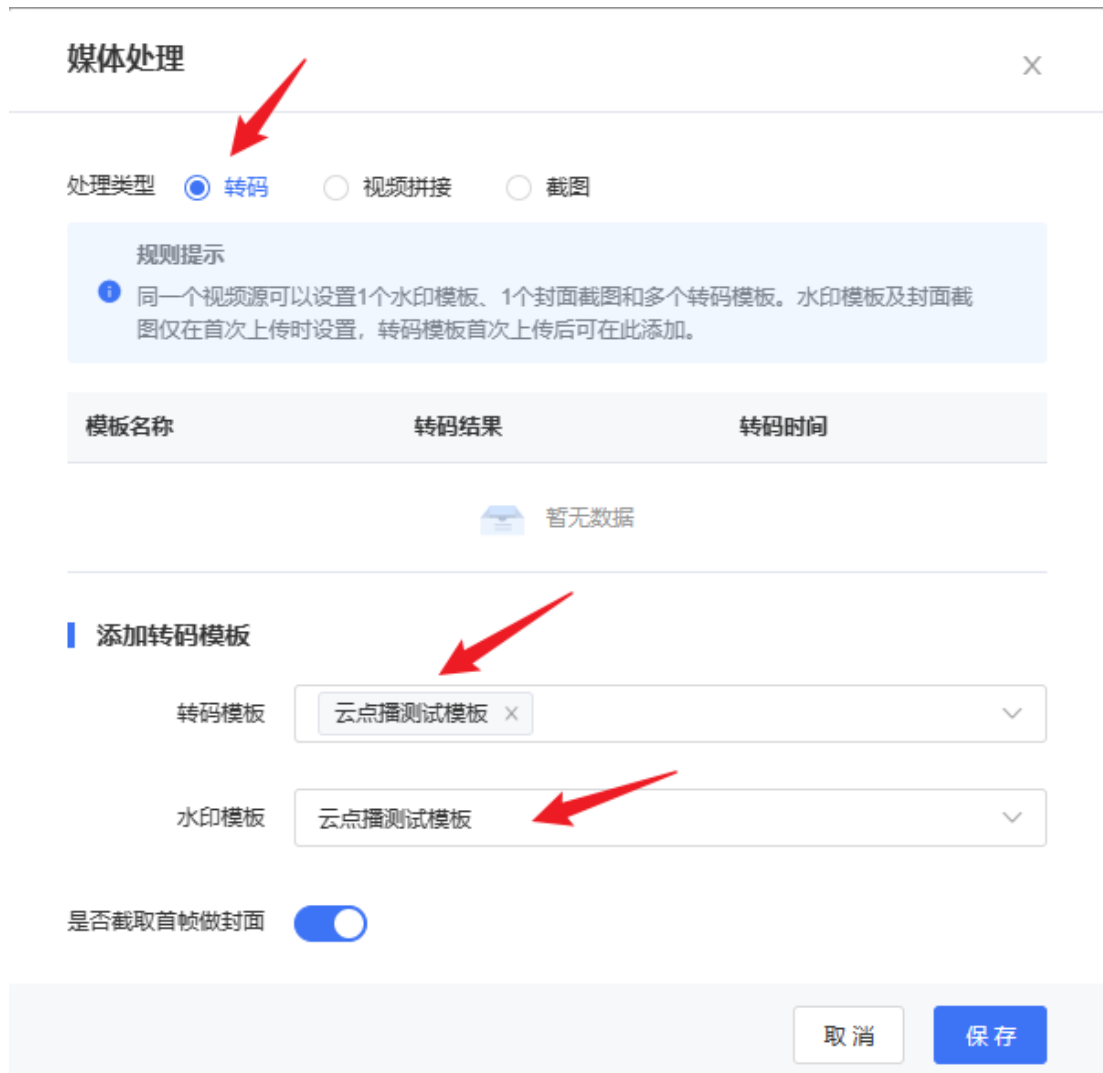 媒体处理
处理类型 转码 视频拼接 截图
规则提示
同一个视频源可以设置1个水印模板、1个封面截图和多个转码模板。水印模板及封面截
图仅在首次上传时设置，转码模板首次上传后可在此添加。
模板名称 转码结果 转码时间
暂无数据
添加转码模板
转码模板 云点播测试模板
水印模板 云点播测试模板
是否截取首帧做封面
取消 保存